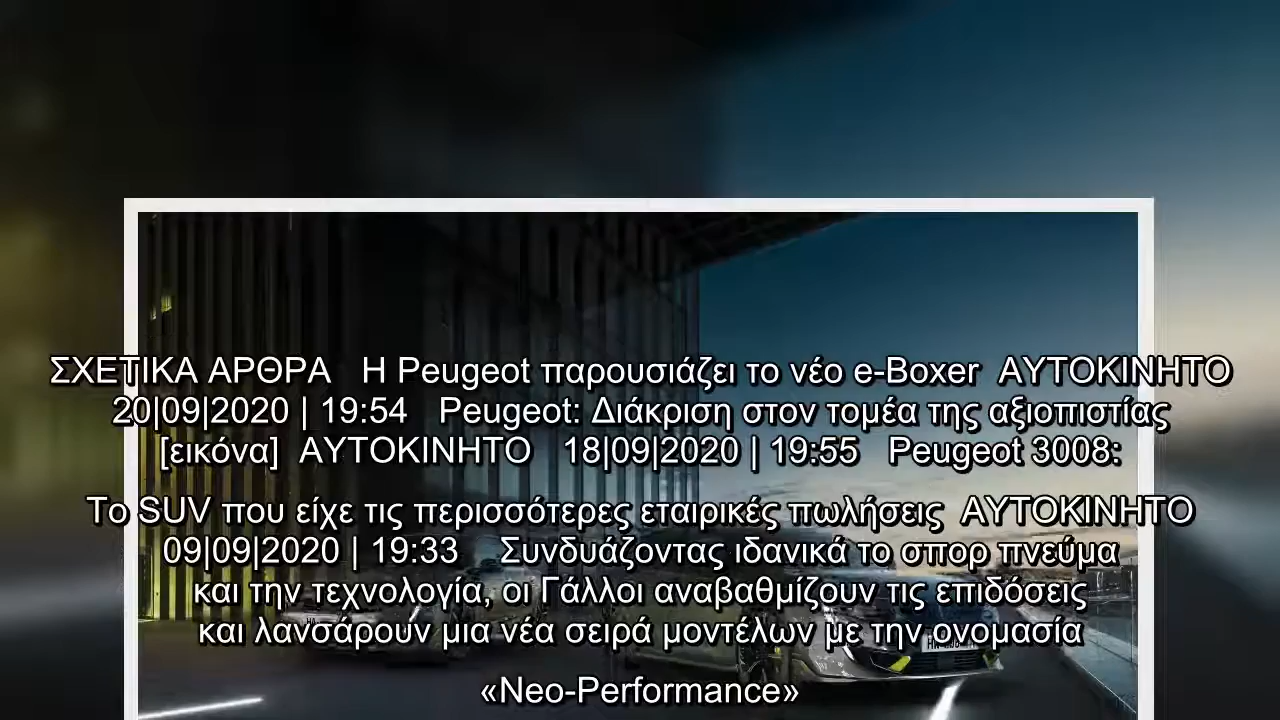 ΣΧΕΤΙΚΑ ΑΡΘΡΑ   Η Peugeot παρουσιάζει το νέο e-Boxer  ΑΥΤΟΚΙΝΗΤΟ
20|09|2020 | 19:54   Peugeot: Διάκριση στον τομέα της αξιοπιστίας
[εικόνα]  ΑΥΤΟΚΙΝΗΤΟ   18|09|2020 | 19:55   Peugeot 3008:
Το SUV που είχε τις περισσότερες εταιρικές πωλήσεις  ΑΥΤΟΚΙΝΗΤΟ
09|09|2020 | 19:33    Συνδυάζοντας ιδανικά το σπορ πνεύμα
και την τεχνολογία, οι Γάλλοι αναβαθμίζουν τις επιδόσεις
και λανσάρουν μια νέα σειρά μοντέλων με την ονομασία
«Neo-Performance»